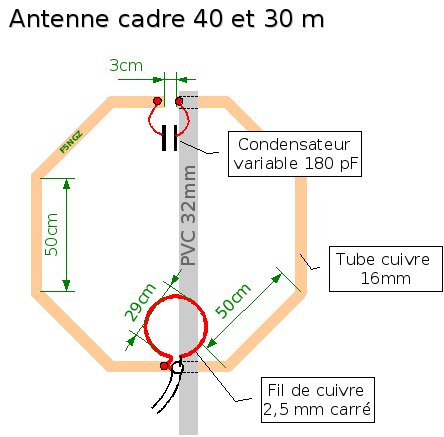 Antenne cadre 40 et 30 m
3cm
F5NGZ
Condensateur
variable 180 pF
PVC 32mm
50cm
Tube cuivre
16mm
29cm
50cm
Fil de cuivre
2,5 mm carré